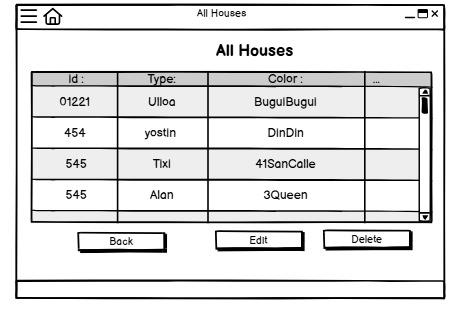 All Houses
All Houses
Id : Type: Color : ...
01221 Ulloa BuguiBugui
454 yostin DinDin
545 Tixi 41SanCalle
545 Alan 3Queen
Back Edit Delete